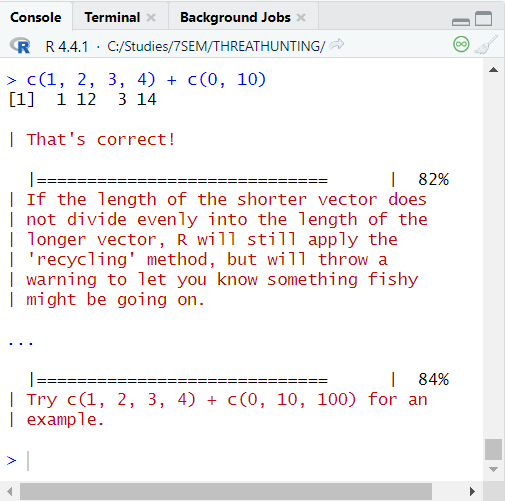 Console Terminal Background Jobs
R 4.4.1 · C:/Studies/7SEM/THREATHUNTING/
> c(1, 2, 3, 4) + c(0, 10)
[1]  1 12  3 14
| That's correct!
|============================= | 82%
| If the length of the shorter vector does
| not divide evenly into the length of the
| longer vector, R will still apply the
| 'recycling' method, but will throw a
| warning to let you know something fishy
| might be going on.
...
|============================= | 84%
| Try c(1, 2, 3, 4) + c(0, 10, 100) for an
| example.
>